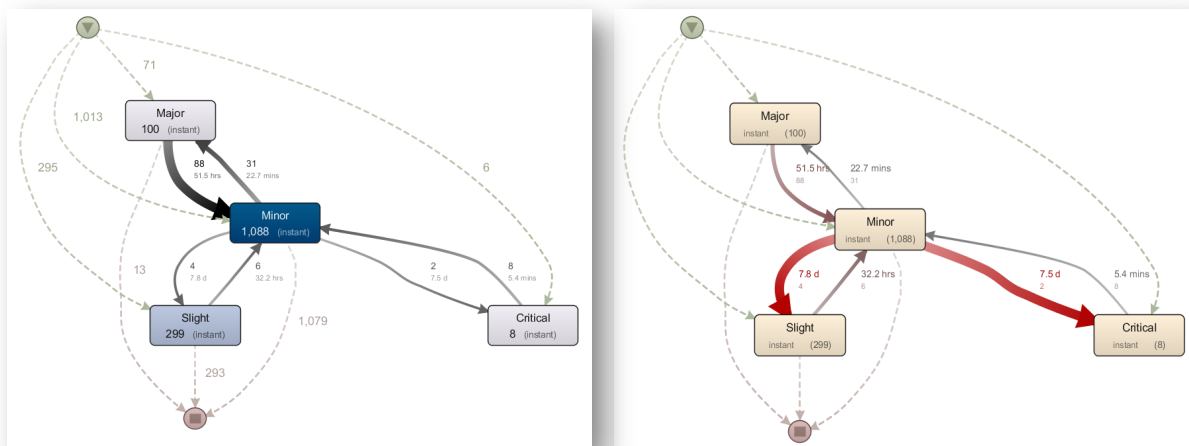 71
Major
100 (instant)
1,013
295
88
51.5 hrs
31
22.7 mins
6
Minor
1,088 (instant)
4
7.8 d
6
32.2 hrs
13
2
7.5 d
8
5.4 mins
Slight
299 (instant)
1,079
Critical
8 (instant)
293
Major
instant (100)
51.5 hrs
88
22.7 mins
31
Minor
instant (1,088)
7.8 d
4
32.2 hrs
6
7.5 d
2
5.4 mins
8
Slight
instant (299)
Critical
instant (8)